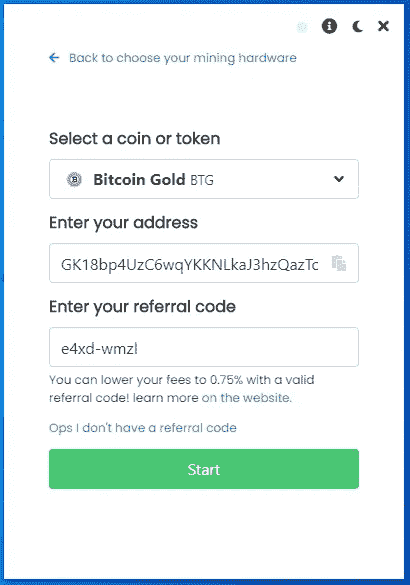 Back to choose your mining hardware
Select a coin or token
Bitcoin Gold BTG
Enter your address
GK18bp4UzC6wqYKKNLkaJ3hzQazTc
Enter your referral code
e4xd-wmzl
You can lower your fees to 0.75% with a valid
referral code! learn more on the website.
Ops I don't have a referral code
Start